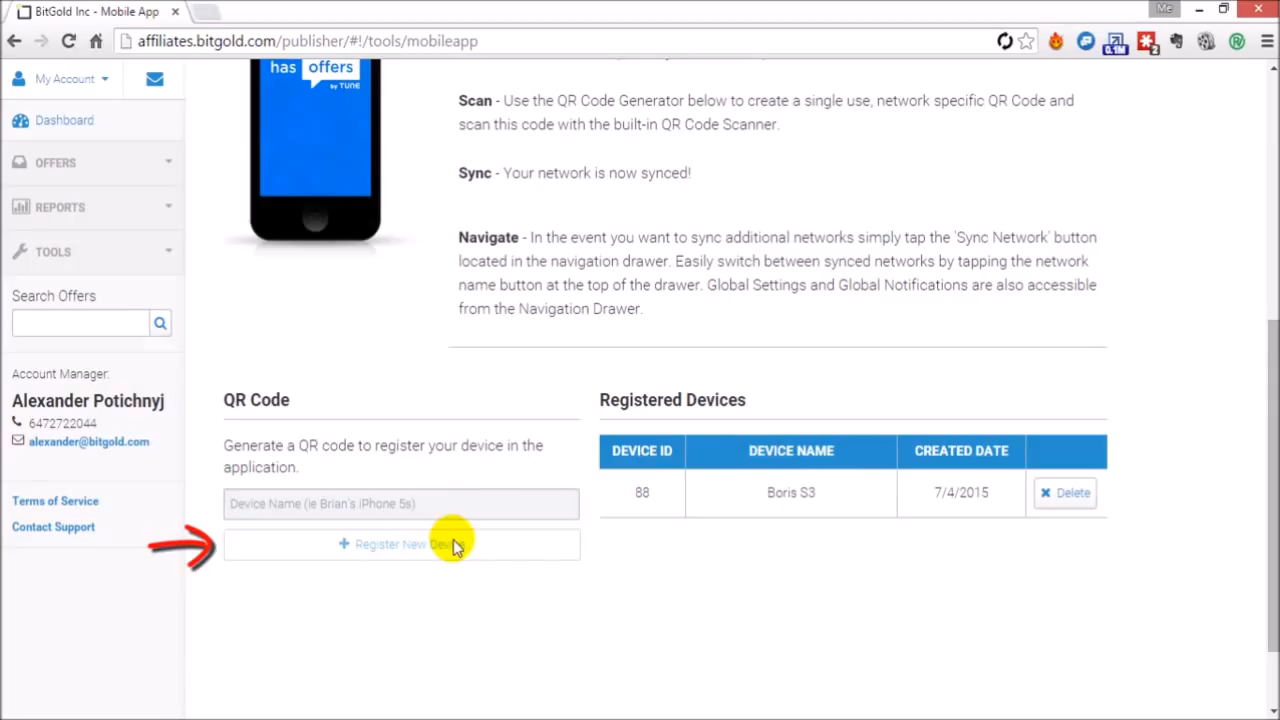 BitGold Inc - Mobile App
Me
affiliates.bitgold.com/publisher/#!/tools/mobileapp
0.1M
2
My Account
Dashboard
OFFERS
REPORTS
TOOLS
Search Offers
Account Manager:
Alexander Potichnyj
6472722044
alexander@bitgold.com
Terms of Service
Contact Support
has offers
by TUNE
Scan - Use the QR Code Generator below to create a single use, network specific QR Code and
scan this code with the built-in QR Code Scanner.
Sync - Your network is now synced!
Navigate - In the event you want to sync additional networks simply tap the 'Sync Network' button
located in the navigation drawer. Easily switch between synced networks by tapping the network
name button at the top of the drawer. Global Settings and Global Notifications are also accessible
from the Navigation Drawer.
QR Code
Generate a QR code to register your device in the
application.
Device Name (ie Brian's iPhone 5s)
Register New Device
Registered Devices
DEVICE ID DEVICE NAME CREATED DATE
88 Boris S3 7/4/2015 Delete